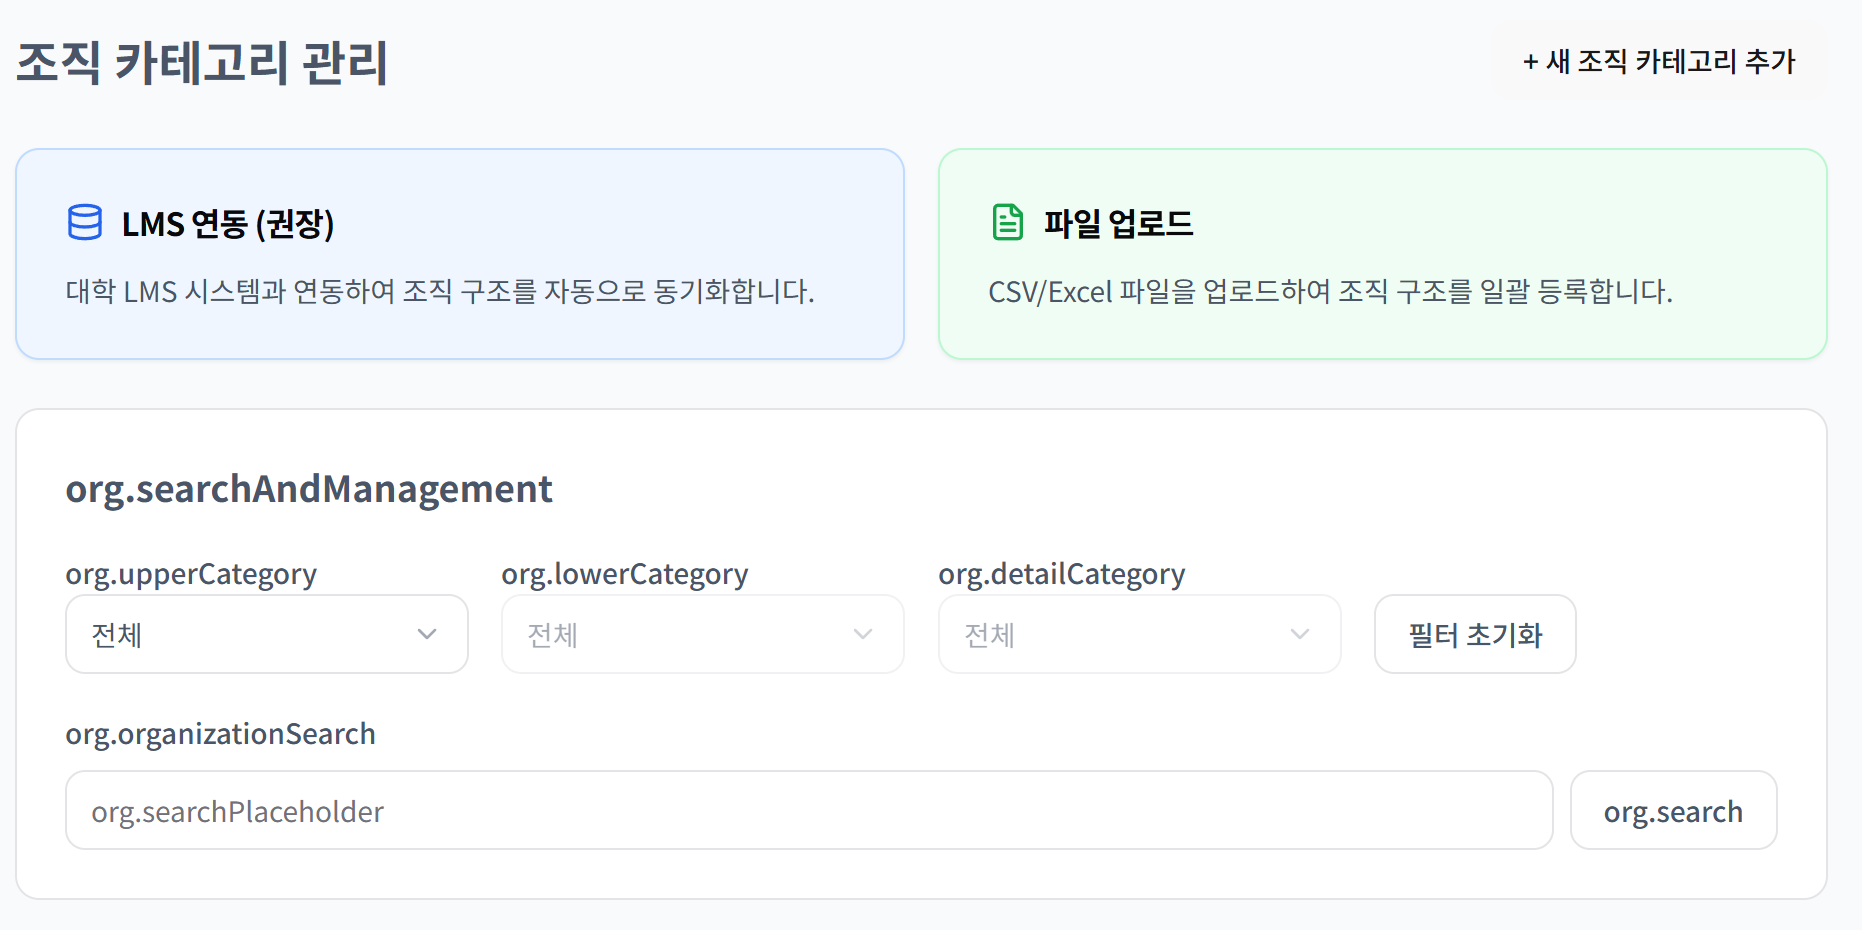 조직 카테고리 관리
+ 새 조직 카테고리 추가
LMS 연동 (권장)
대학 LMS 시스템과 연동하여 조직 구조를 자동으로 동기화합니다.
파일 업로드
CSV/Excel 파일을 업로드하여 조직 구조를 일괄 등록합니다.
org.searchAndManagement
org.upperCategory
전체
org.lowerCategory
전체
org.detailCategory
전체
필터 초기화
org.organizationSearch
org.searchPlaceholder
org.search